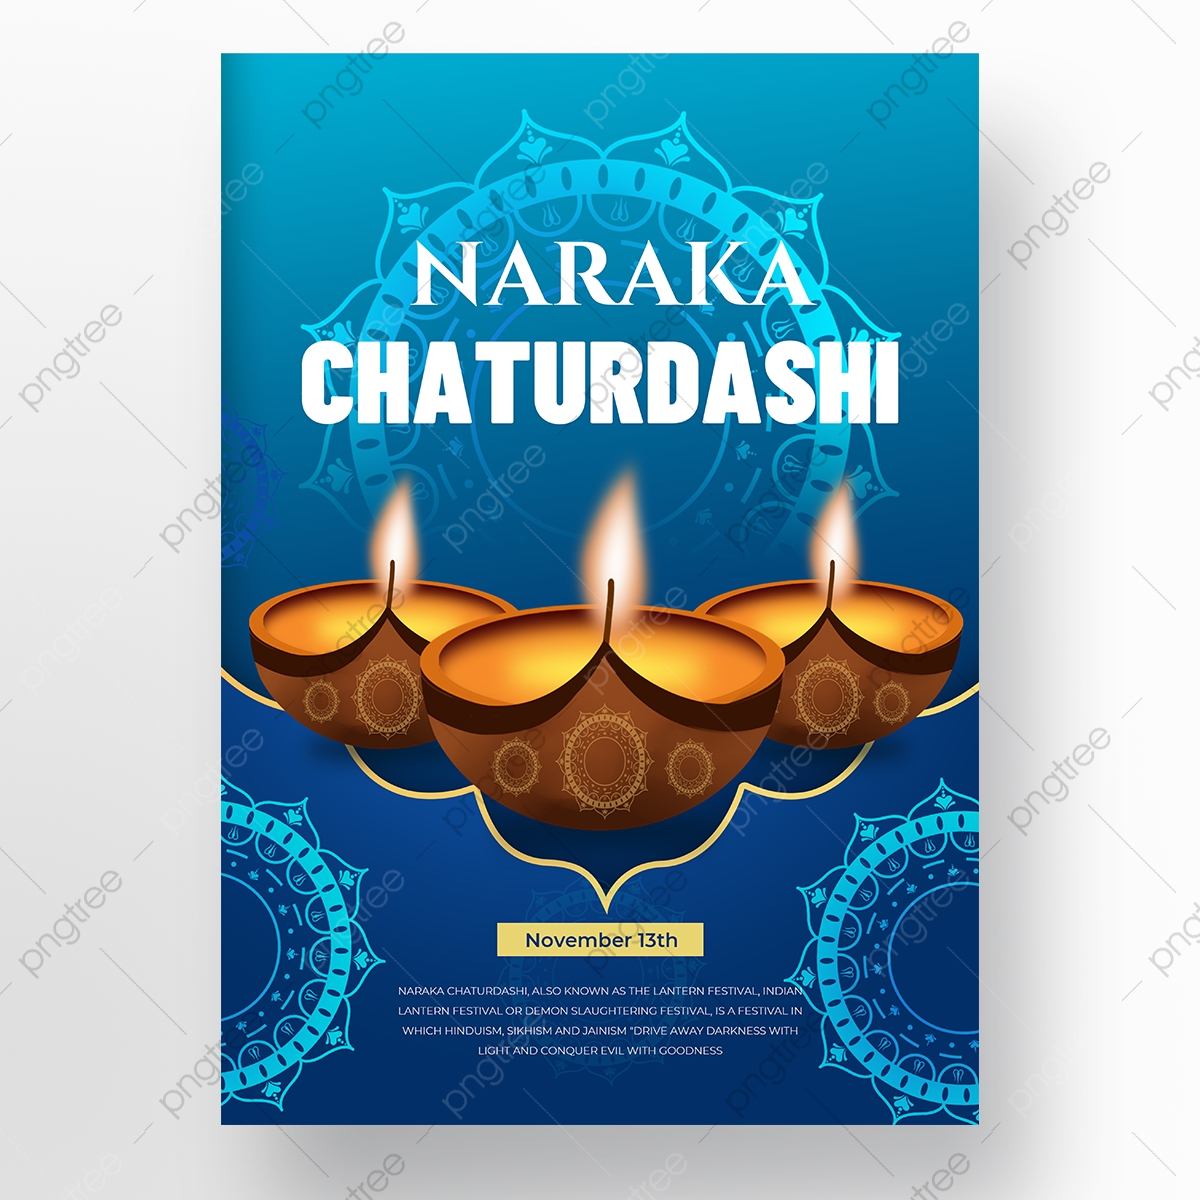 NARAKA
CHATURDASHI
November 13th
NARAKA CHATURDASHI, ALSO KNOWN AS THE LANTERN FESTIVAL, INDIAN
LANTERN FESTIVAL OR DEMON SLAUGHTERING FESTIVAL, IS A FESTIVAL IN
WHICH HINDUISM, SIKHISM AND JAINISM "DRIVE AWAY DARKNESS WITH
LIGHT AND CONQUER EVIL WITH GOODNESS
pngtree